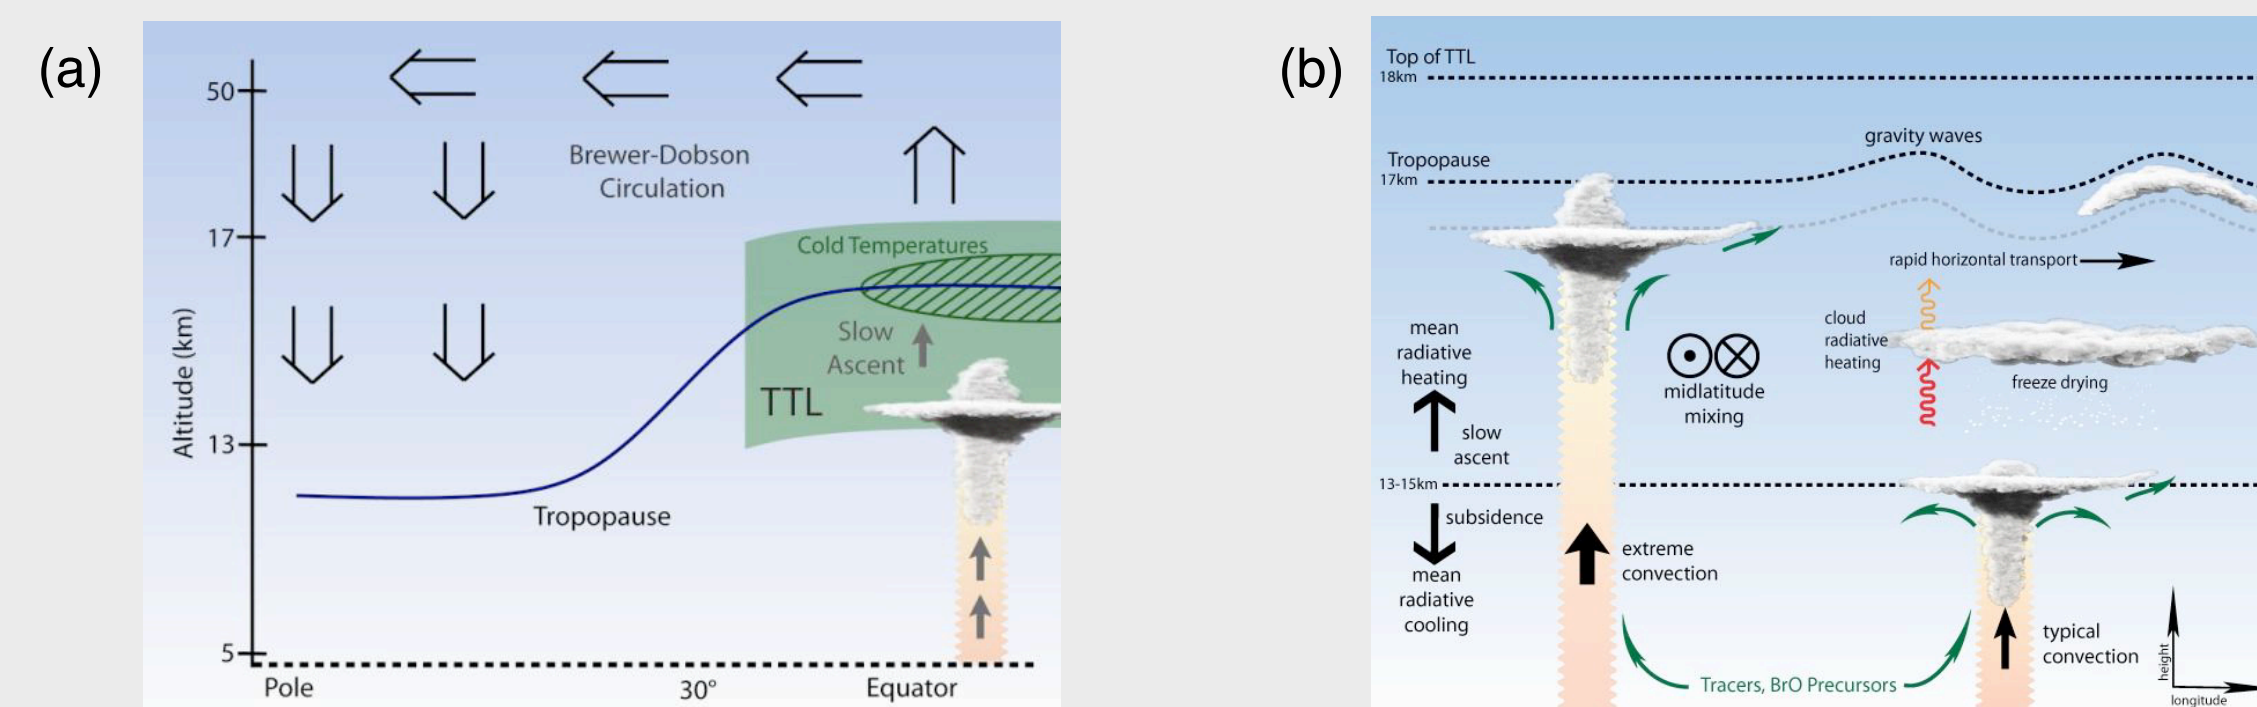 (a)
50
17
13
5
Altitude (km)
Brewer-Dobson
Circulation
Cold Temperatures
Slow
Ascent
TTL
Tropopause
Pole
30°
Equator
(b)
Top of TTL
18km
gravity waves
Tropopause
17km
rapid horizontal transport
mean
radiative
heating
cloud
radiative
heating
midlatitude
mixing
freeze drying
slow
ascent
13-15km
subsidence
mean
radiative
cooling
extreme
convection
typical
convection
Tracers, BrO Precursors
height
longitude